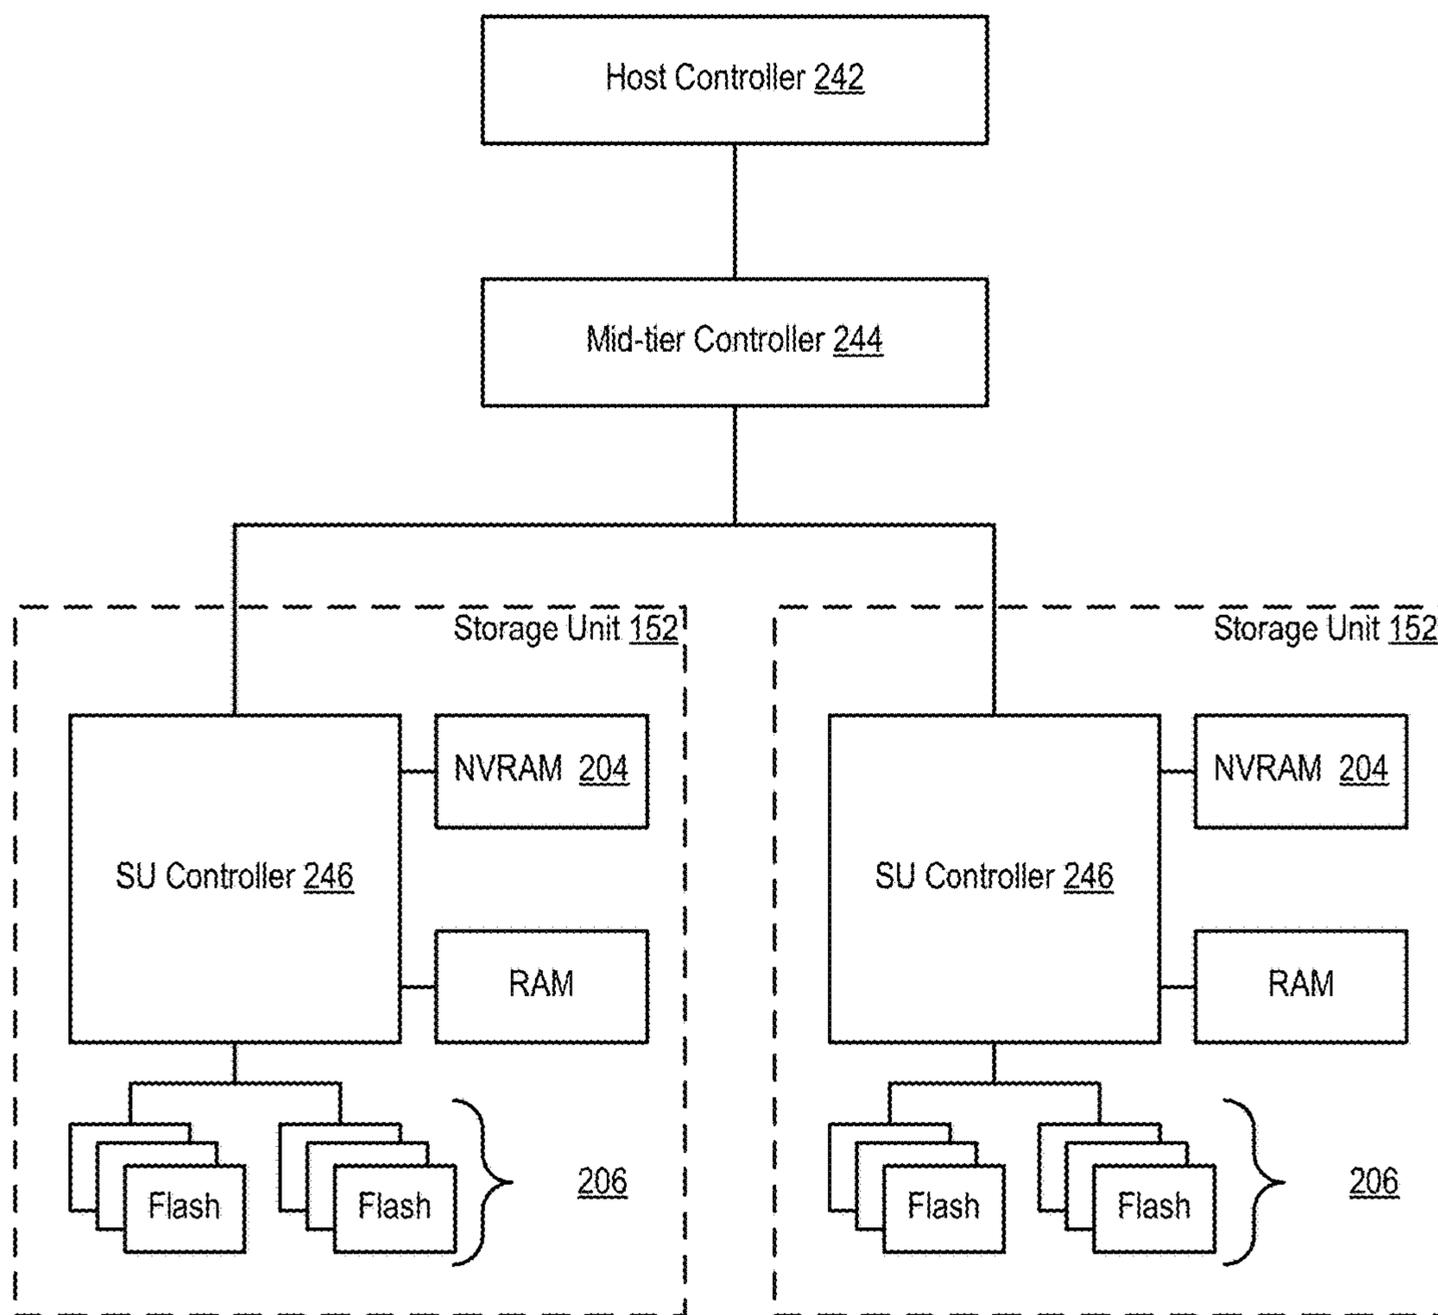 Host Controller 242
Mid-tier Controller 244
Storage Unit 152
Storage Unit 152
NVRAM 204
NVRAM 204
SU Controller 246
SU Controller 246
RAM
RAM
Flash
Flash
206
Flash
Flash
206